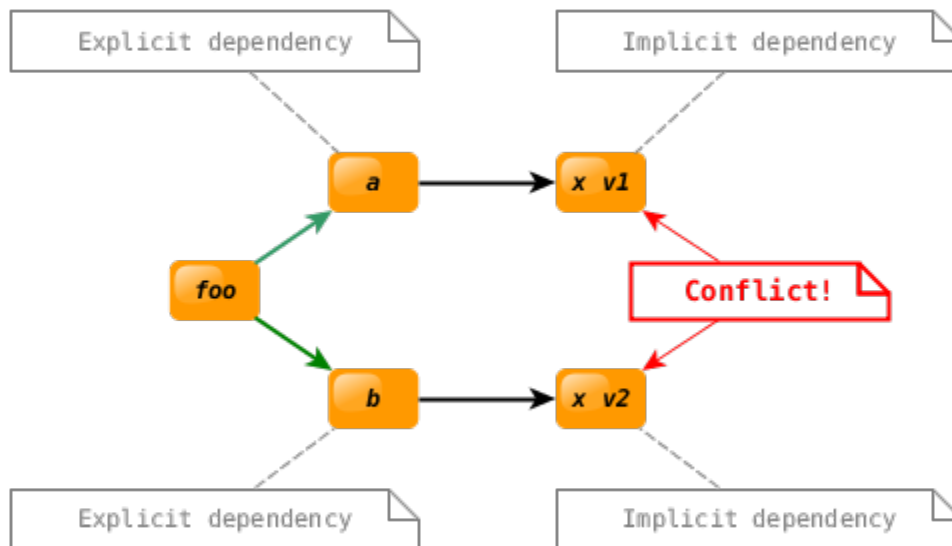 Explicit dependency
Implicit dependency
a
x v1
foo
Conflict!
b
x v2
Explicit dependency
Implicit dependency